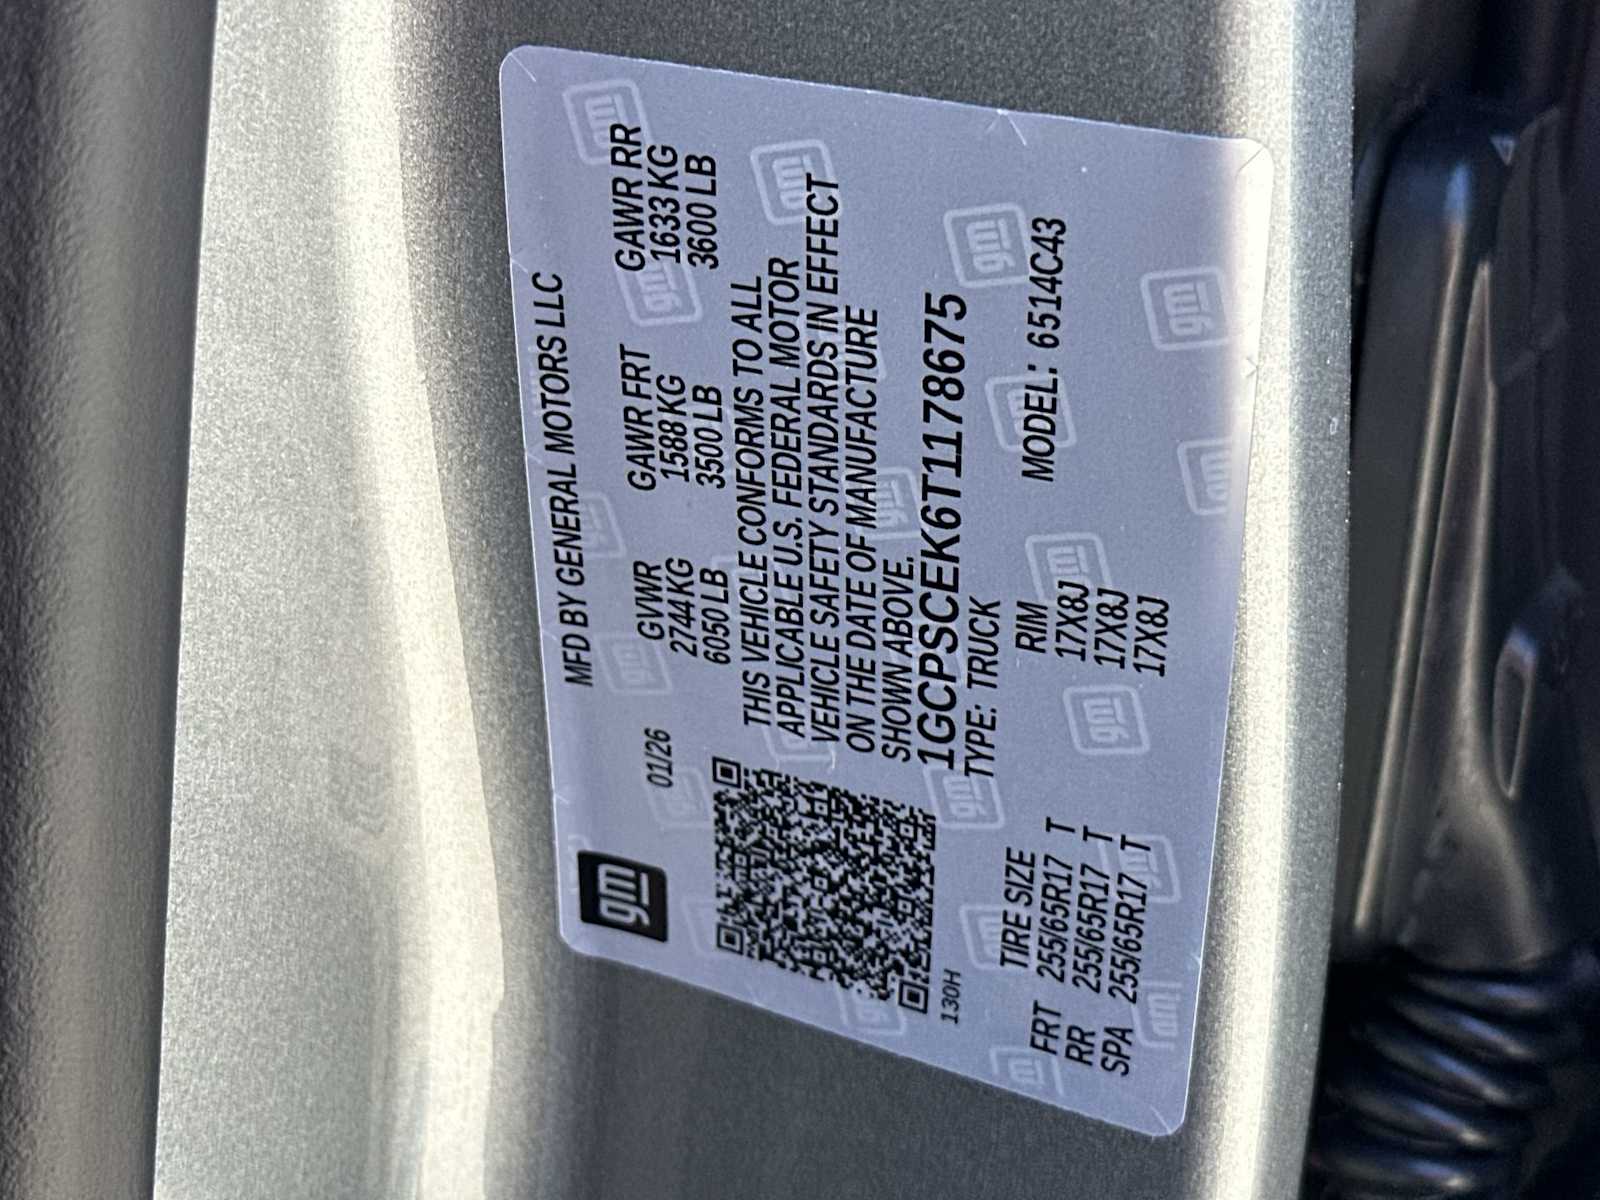 gm
MFD BY GENERAL MOTORS LLC
01/26 GVWR GAWR FRT GAWR RR
2744 KG 1588 KG 1633 KG
6050 LB 3500 LB 3600 LB
THIS VEHICLE CONFORMS TO ALL
APPLICABLE U.S. FEDERAL MOTOR
VEHICLE SAFETY STANDARDS IN EFFECT
ON THE DATE OF MANUFACTURE
SHOWN ABOVE.
1GCPSCEK6T1178675
TYPE: TRUCK
130H
MODEL: 6514C43
TIRE SIZE RIM
FRT 255/65R17 T 17X8J
RR 255/65R17 T 17X8J
SPA 255/65R17 T 17X8J